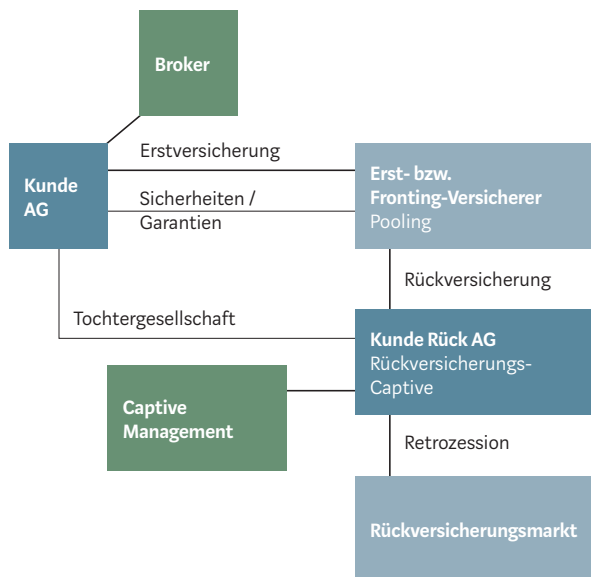 Broker
Erstversicherung
Kunde
AG
Sicherheiten /
Garantien
Erst- bzw.
Fronting-Versicherer
Pooling
Rückversicherung
Tochtergesellschaft
Kunde Rück AG
Rückversicherungs-
Captive
Captive
Management
Retrozession
Rückversicherungsmarkt